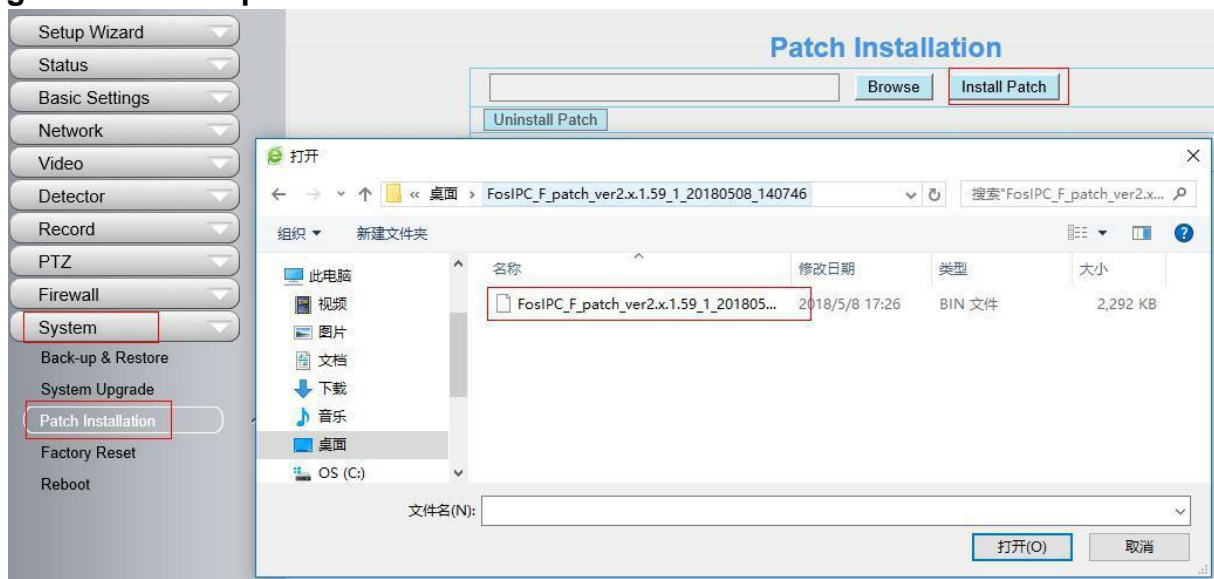 Setup Wizard
Status
Basic Settings
Network
Video
Detector
Record
PTZ
Firewall
System
Back-up & Restore
System Upgrade
Patch Installation
Factory Reset
Reboot
Patch Installation
Browse
Install Patch
Uninstall Patch
打开
« 桌面 › FosIPC_F_patch_ver2.x.1.59_1_20180508_140746
搜索"FosIPC_F_patch_ver2.x...
组织 新建文件夹
此电脑
视频
图片
文档
下载
音乐
桌面
OS (C:)
名称 修改日期 类型 大小
FosIPC_F_patch_ver2.x.1.59_1_201805... 2018/5/8 17:26 BIN 文件 2,292 KB
文件名(N):
打开(O) 取消